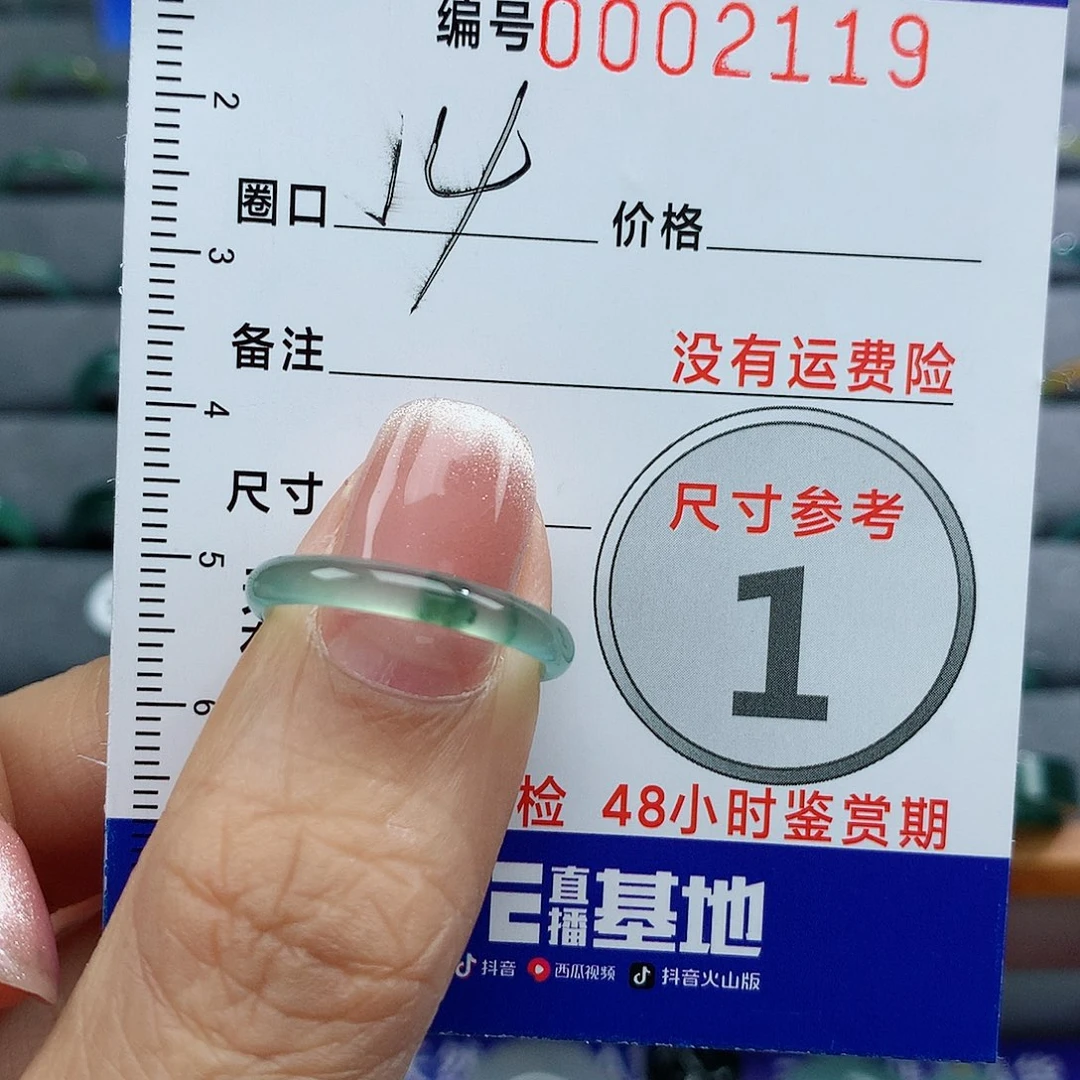 编号0002119
2
圈口 14 价格
3
备注 没有运费险
4
尺寸
尺寸参考
5
1
6
检 48小时鉴赏期
直播基地
抖音 西瓜视频 抖音火山版